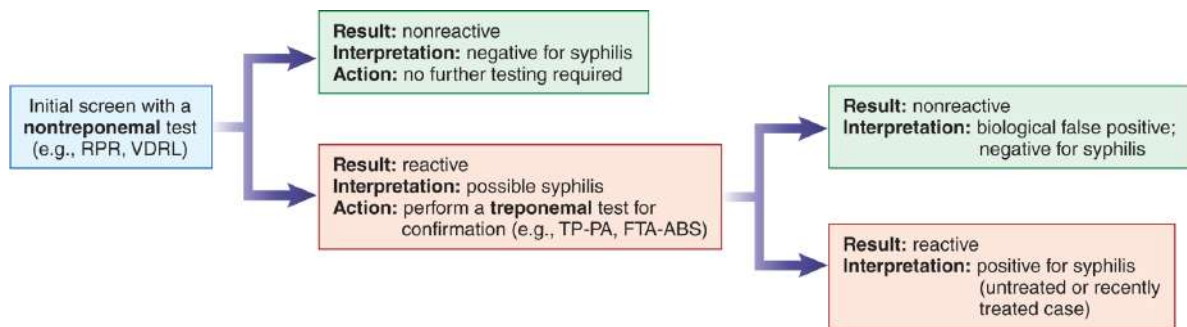 Initial screen with a
nontreponemal test
(e.g., RPR, VDRL)
Result: nonreactive
Interpretation: negative for syphilis
Action: no further testing required
Result: reactive
Interpretation: possible syphilis
Action: perform a treponemal test for
confirmation (e.g., TP-PA, FTA-ABS)
Result: nonreactive
Interpretation: biological false positive;
negative for syphilis
Result: reactive
Interpretation: positive for syphilis
(untreated or recently
treated case)